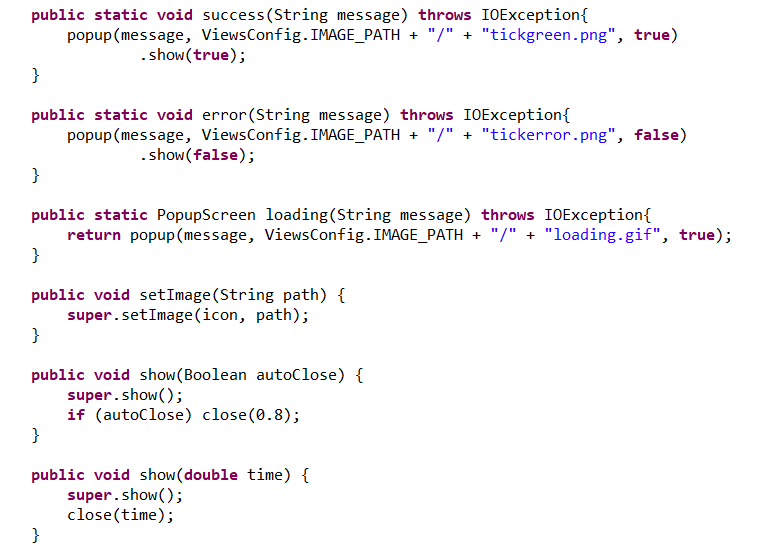 public static void success(String message) throws IOException{
    popup(message, ViewsConfig.IMAGE_PATH + "/" + "tickgreen.png", true)
            .show(true);
}

public static void error(String message) throws IOException{
    popup(message, ViewsConfig.IMAGE_PATH + "/" + "tickerror.png", false)
            .show(false);
}

public static PopupScreen loading(String message) throws IOException{
    return popup(message, ViewsConfig.IMAGE_PATH + "/" + "loading.gif", true);
}

public void setImage(String path) {
    super.setImage(icon, path);
}

public void show(Boolean autoClose) {
    super.show();
    if (autoClose) close(0.8);
}

public void show(double time) {
    super.show();
    close(time);
}